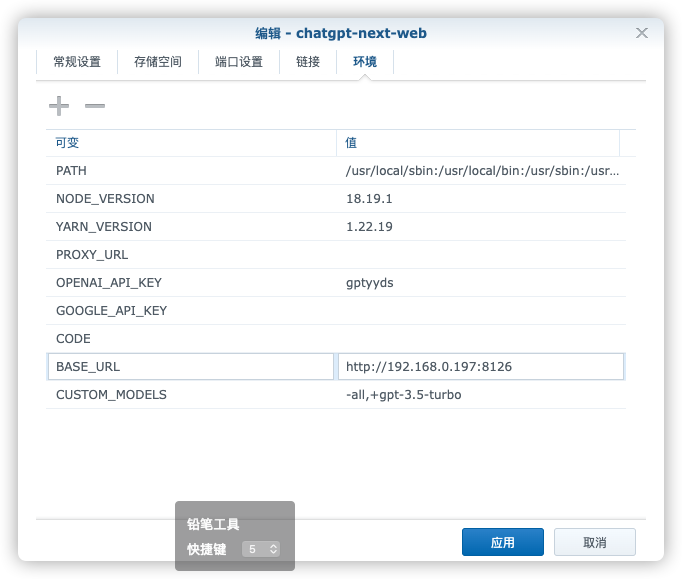 编辑 - chatgpt-next-web
常规设置 存储空间 端口设置 链接 环境
可变 值
PATH /usr/local/sbin:/usr/local/bin:/usr/sbin:/usr...
NODE_VERSION 18.19.1
YARN_VERSION 1.22.19
PROXY_URL
OPENAI_API_KEY gptyyds
GOOGLE_API_KEY
CODE
BASE_URL http://192.168.0.197:8126
CUSTOM_MODELS -all,+gpt-3.5-turbo
铅笔工具
快捷键 5
应用 取消